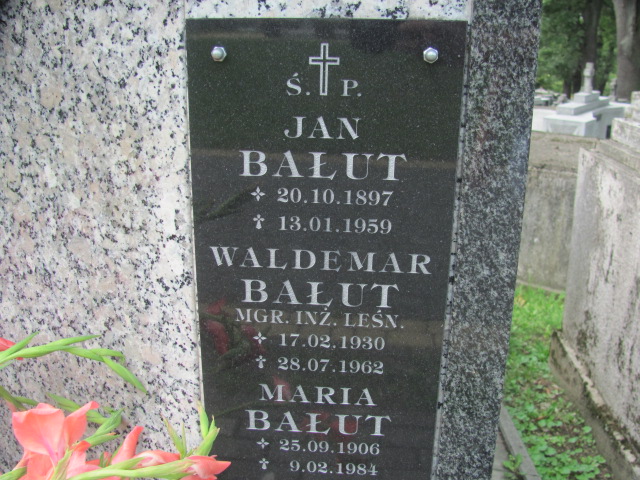 Ś. P.
JAN
BAŁUT
20.10.1897
13.01.1959
WALDEMAR
BAŁUT
MGR. INŻ. LEŚN.
17.02.1930
28.07.1962
MARIA
BAŁUT
25.09.1906
9.02.1984